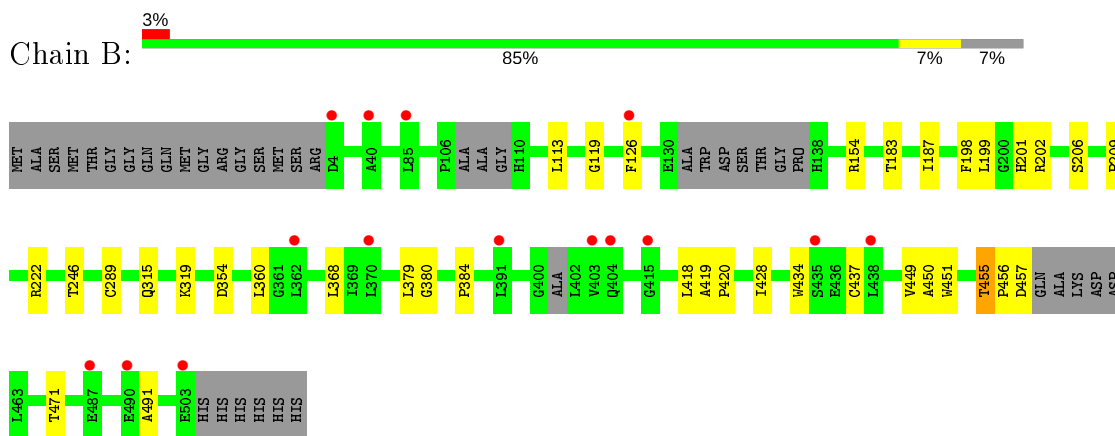 3%
Chain B:
85% 7% 7%
MET ALA SER MET THR GLY GLY GLN GLN MET GLY ARG GLY SER MET SER ARG D4 A40 L85 P106 ALA ALA GLY H110 L113 G119 F126 E130 ALA TRP ASP SER THR GLY PRO H138 R154 T183 I187 F198 L199 G200 H201 R202 S206
R222 T246 C289 Q315 K319 D354 L360 G361 L362 L368 I369 L370 L379 G380 P384 L391 G400 ALA L402 V403 Q404 G415 L418 A419 P420 I428 W434 S435 E436 C437 L438 V449 A450 W451 T455 P456 D457 GLN ALA LYS ASP ASP
L463 T471 E487 E490 A491 E503 HIS HIS HIS HIS HIS HIS